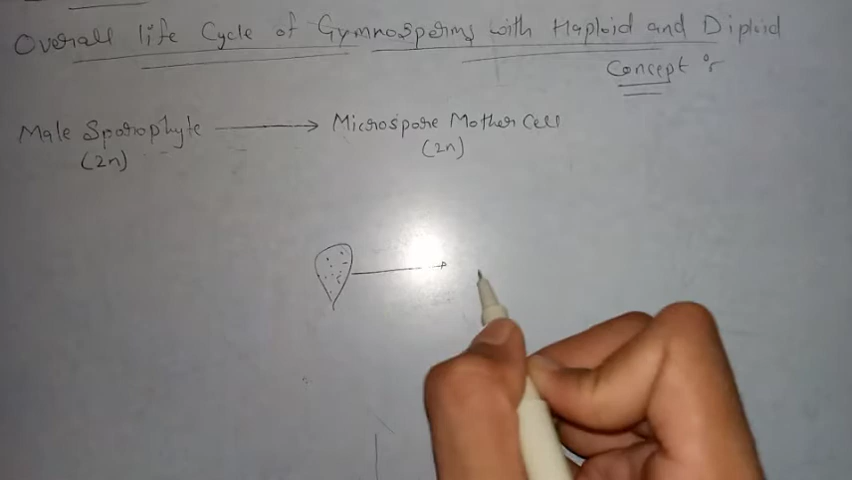 Overall life Cycle of Gymnosperms with Haploid and Diploid
Concept :-
Male Sporophyte → Microspore Mother Cell
(2n) (2n)